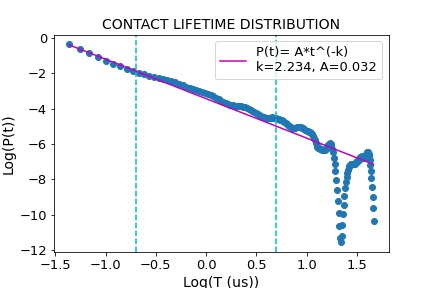 CONTACT LIFETIME DISTRIBUTION
P(t)= A*t^(-k)
k=2.234, A=0.032
Log(P(t))
0
−2
−4
−6
−8
−10
−12
−1.5 −1.0 −0.5 0.0 0.5 1.0 1.5
Log(T (us))